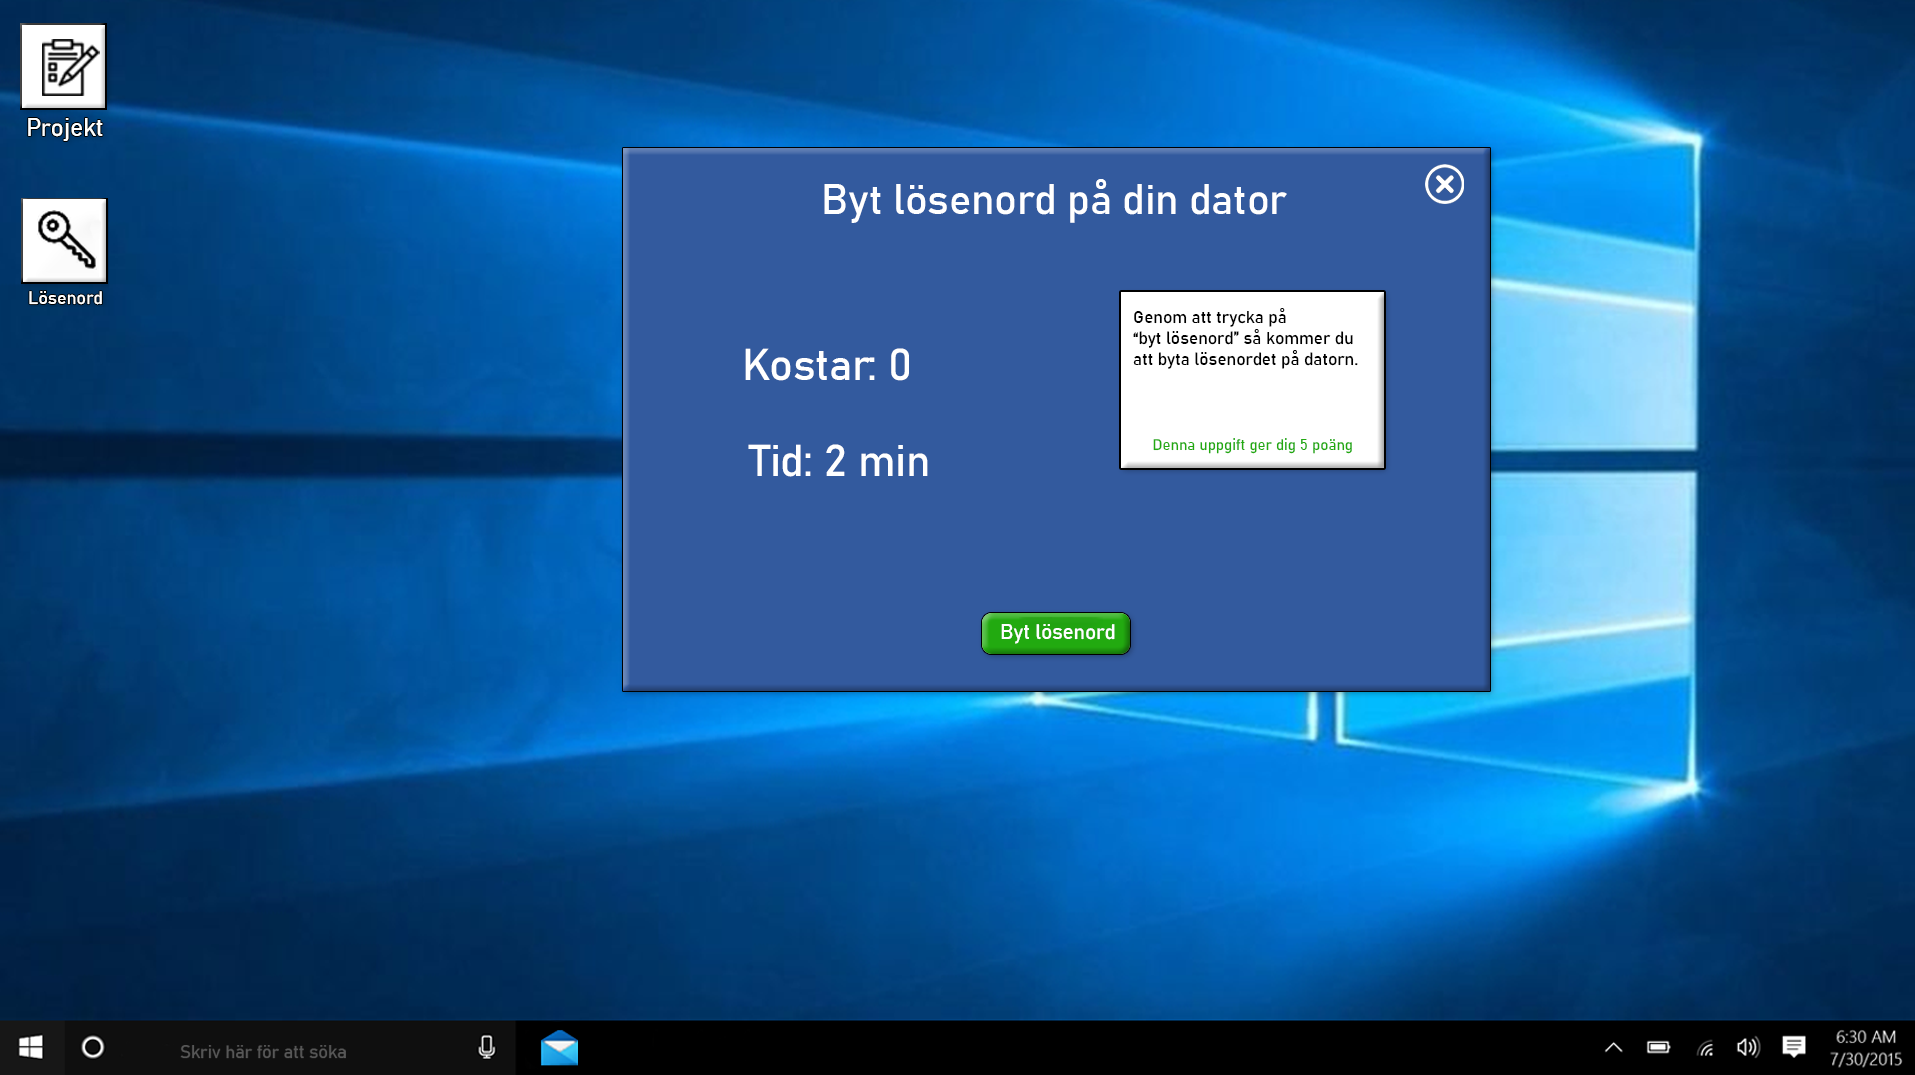 Projekt
Lösenord
Byt lösenord på din dator
Kostar: 0
Tid: 2 min
Genom att trycka på
“byt lösenord” så kommer du
att byta lösenordet på datorn.
Denna uppgift ger dig 5 poäng
Byt lösenord
Skriv här för att söka
6:30 AM
7/30/2015